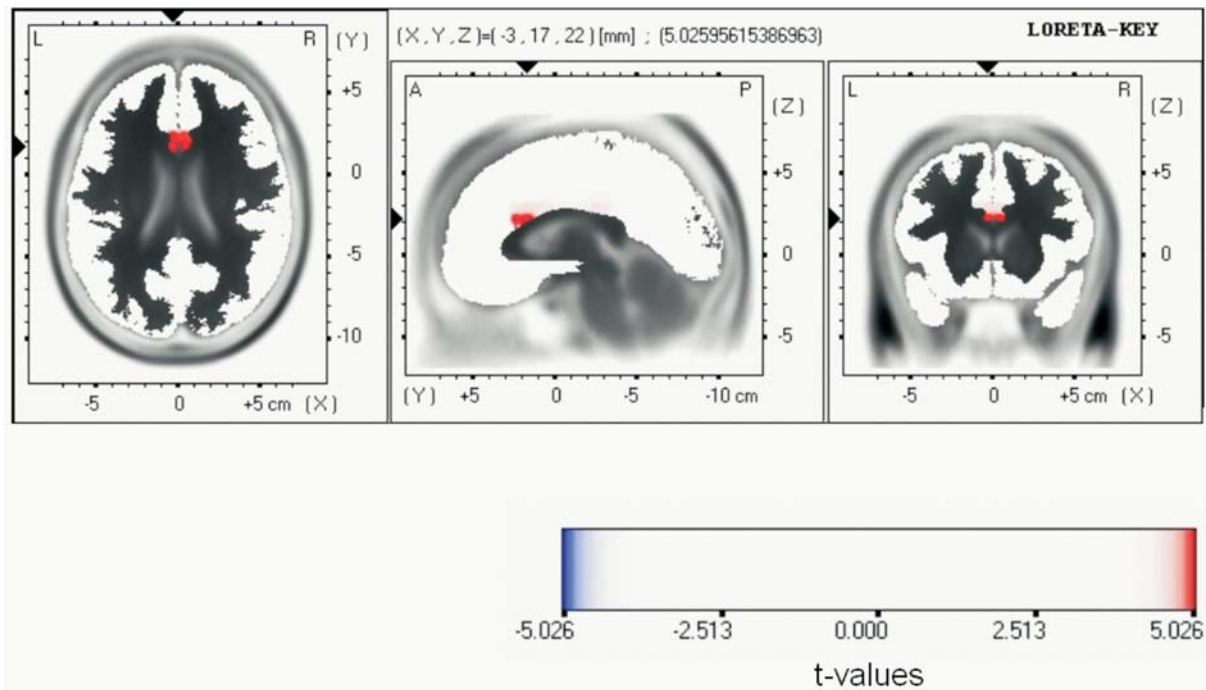 L R (Y)
+5
0
-5
-10
-5 0 +5 cm (X)
(X, Y, Z)=( -3 , 17 , 22 ) [mm] ; (5.02595615386963)
LORETA-KEY
A P (Z)
+5
0
-5
(Y) +5 0 -5 -10 cm
L R (Z)
+5
0
-5
-5 0 +5 cm (X)
-5.026 -2.513 0.000 2.513 5.026
t-values